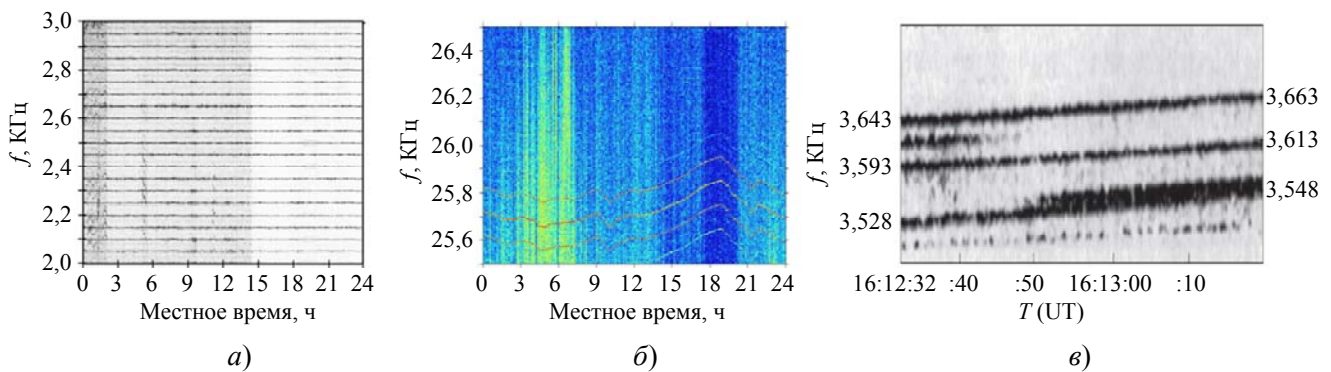 f, КГц
3,0
2,8
2,6
2,4
2,2
2,0
0 3 6 9 12 15 18 21 24
Местное время, ч
а)
f, КГц
26,4
26,2
26,0
25,8
25,6
0 3 6 9 12 15 18 21 24
Местное время, ч
б)
f, КГц
3,643
3,593
3,528
3,663
3,613
3,548
16:12:32 :40 :50 16:13:00 :10
T (UT)
в)